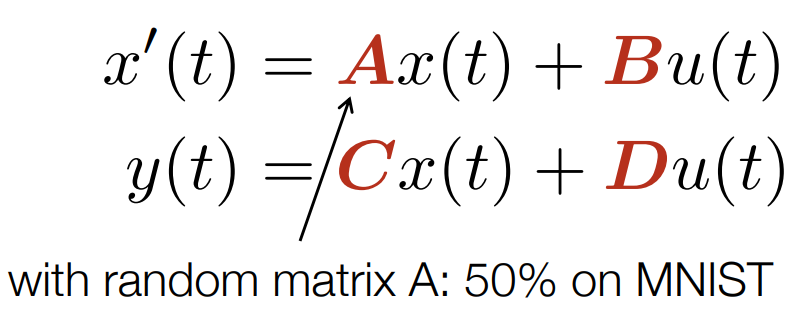 x′(t) = Ax(t) + Bu(t)
y(t) = Cx(t) + Du(t)
with random matrix A: 50% on MNIST